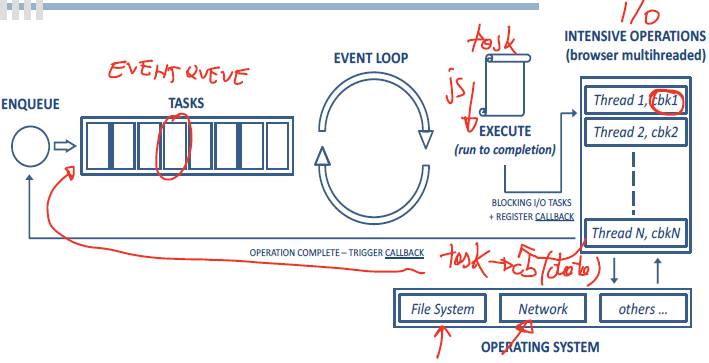 I/O
INTENSIVE OPERATIONS
(browser multithreaded)
EVENT QUEUE
EVENT LOOP
task
js
ENQUEUE
TASKS
Thread 1, cbk1
Thread 2, cbk2
EXECUTE
(run to completion)
BLOCKING I/O TASKS
+ REGISTER CALLBACK
Thread N, cbkN
OPERATION COMPLETE – TRIGGER CALLBACK
task → cb(data)
File System
Network
others ...
OPERATING SYSTEM